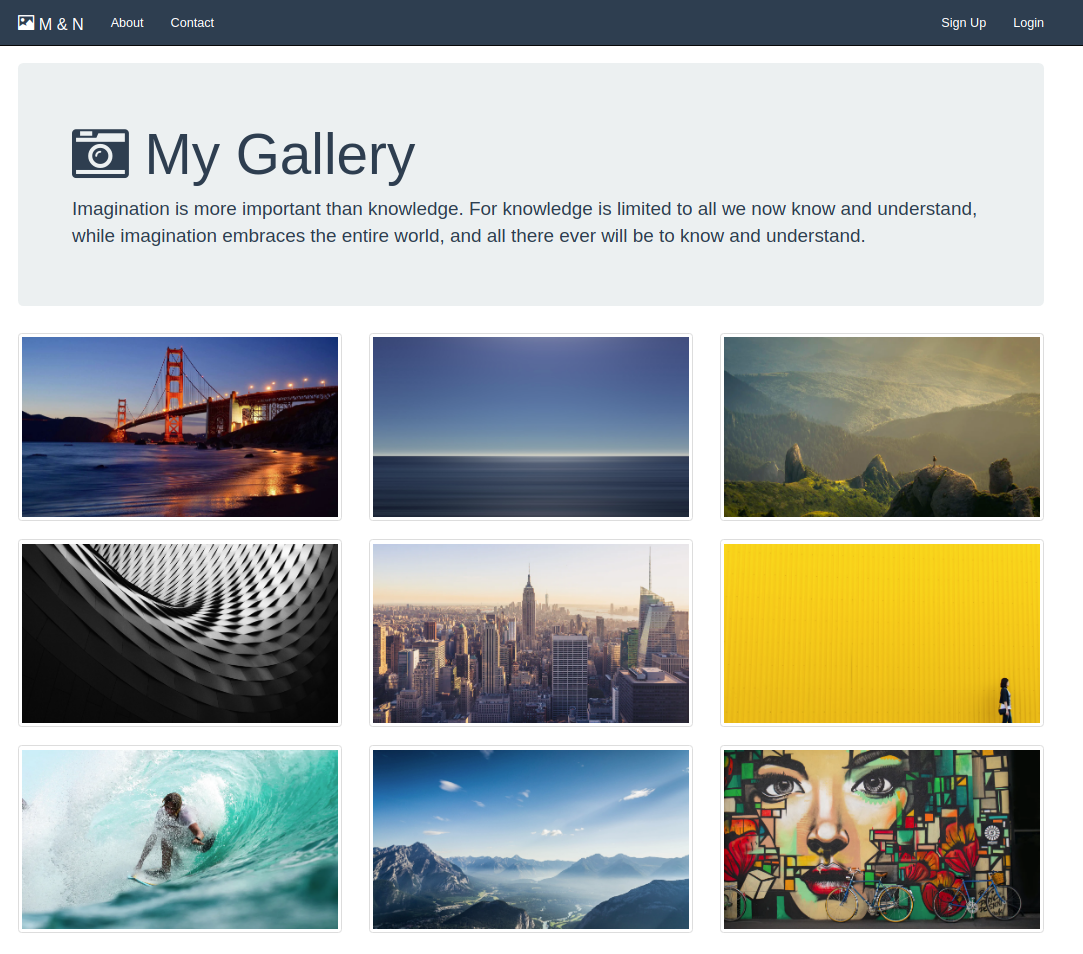 M & N About Contact Sign Up Login
My Gallery
Imagination is more important than knowledge. For knowledge is limited to all we now know and understand,
while imagination embraces the entire world, and all there ever will be to know and understand.